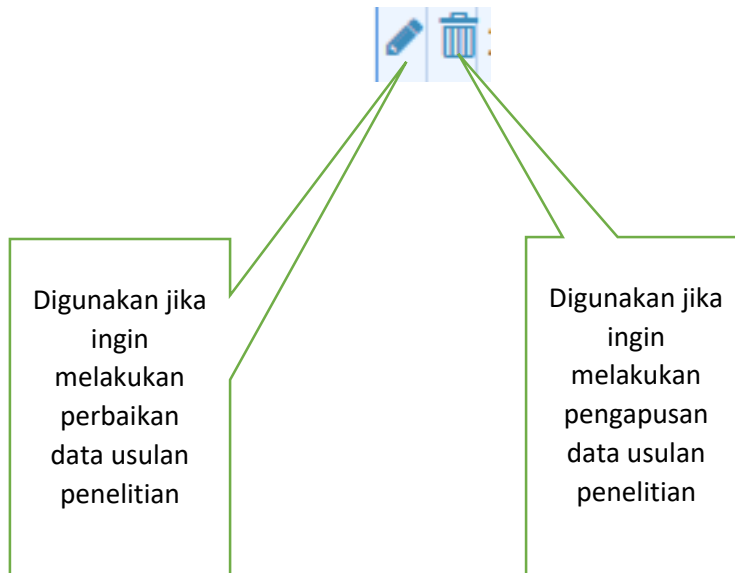 Digunakan jika
ingin
melakukan
perbaikan
data usulan
penelitian
Digunakan jika
ingin
melakukan
pengapusan
data usulan
penelitian